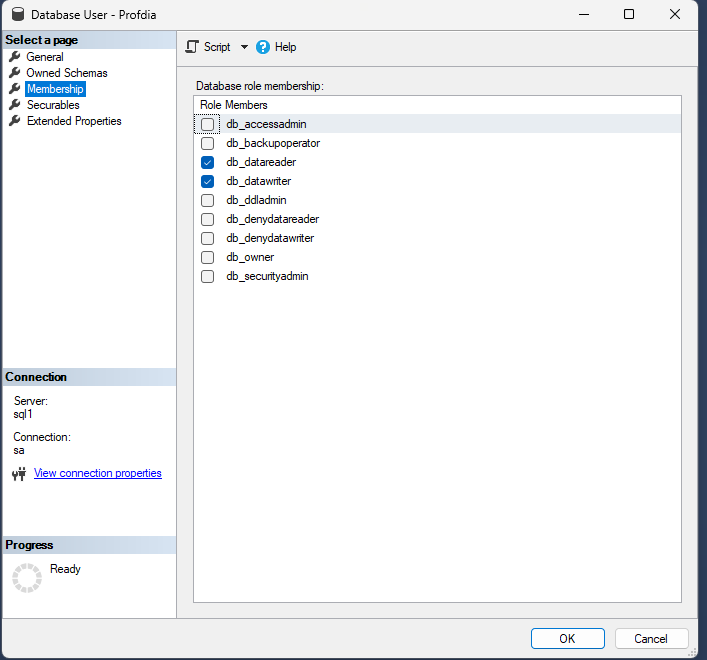 Database User - Profdia
Select a page
General
Owned Schemas
Membership
Securables
Extended Properties
Script
Help
Database role membership:
Role Members
db_accessadmin
db_backupoperator
db_datareader
db_datawriter
db_ddladmin
db_denydatareader
db_denydatawriter
db_owner
db_securityadmin
Connection
Server:
sql1
Connection:
sa
View connection properties
Progress
Ready
OK Cancel